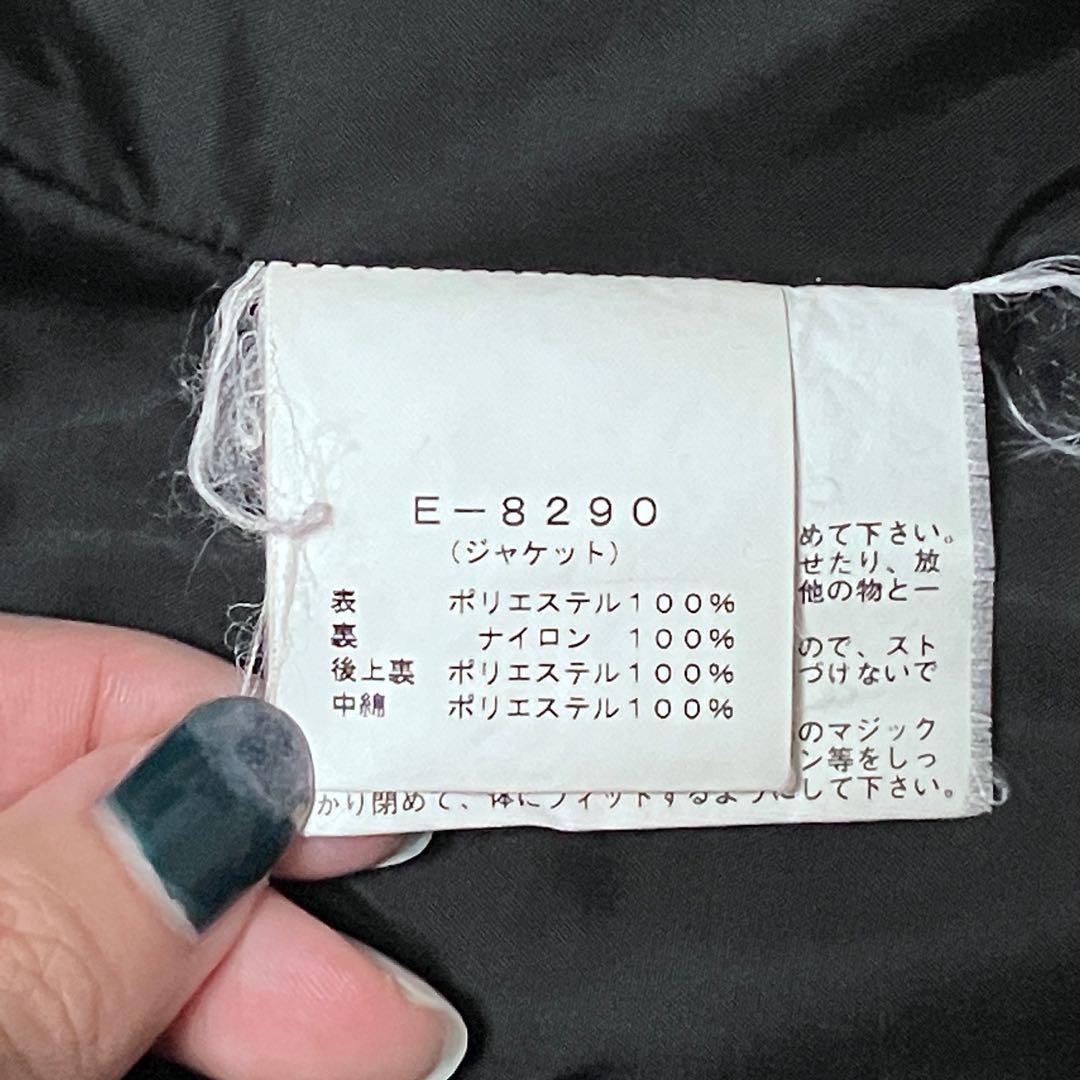 E－8290
（ジャケット）
表 ポリエステル100％
裏 ナイロン 100％
後上裏 ポリエステル100％
中綿 ポリエステル100％
めて下さい。
せたり、放
他の物と一
ので、スト
づけないで
のマジック
ン等をしっ
かり閉めて、体にフィットするようにして下さい。